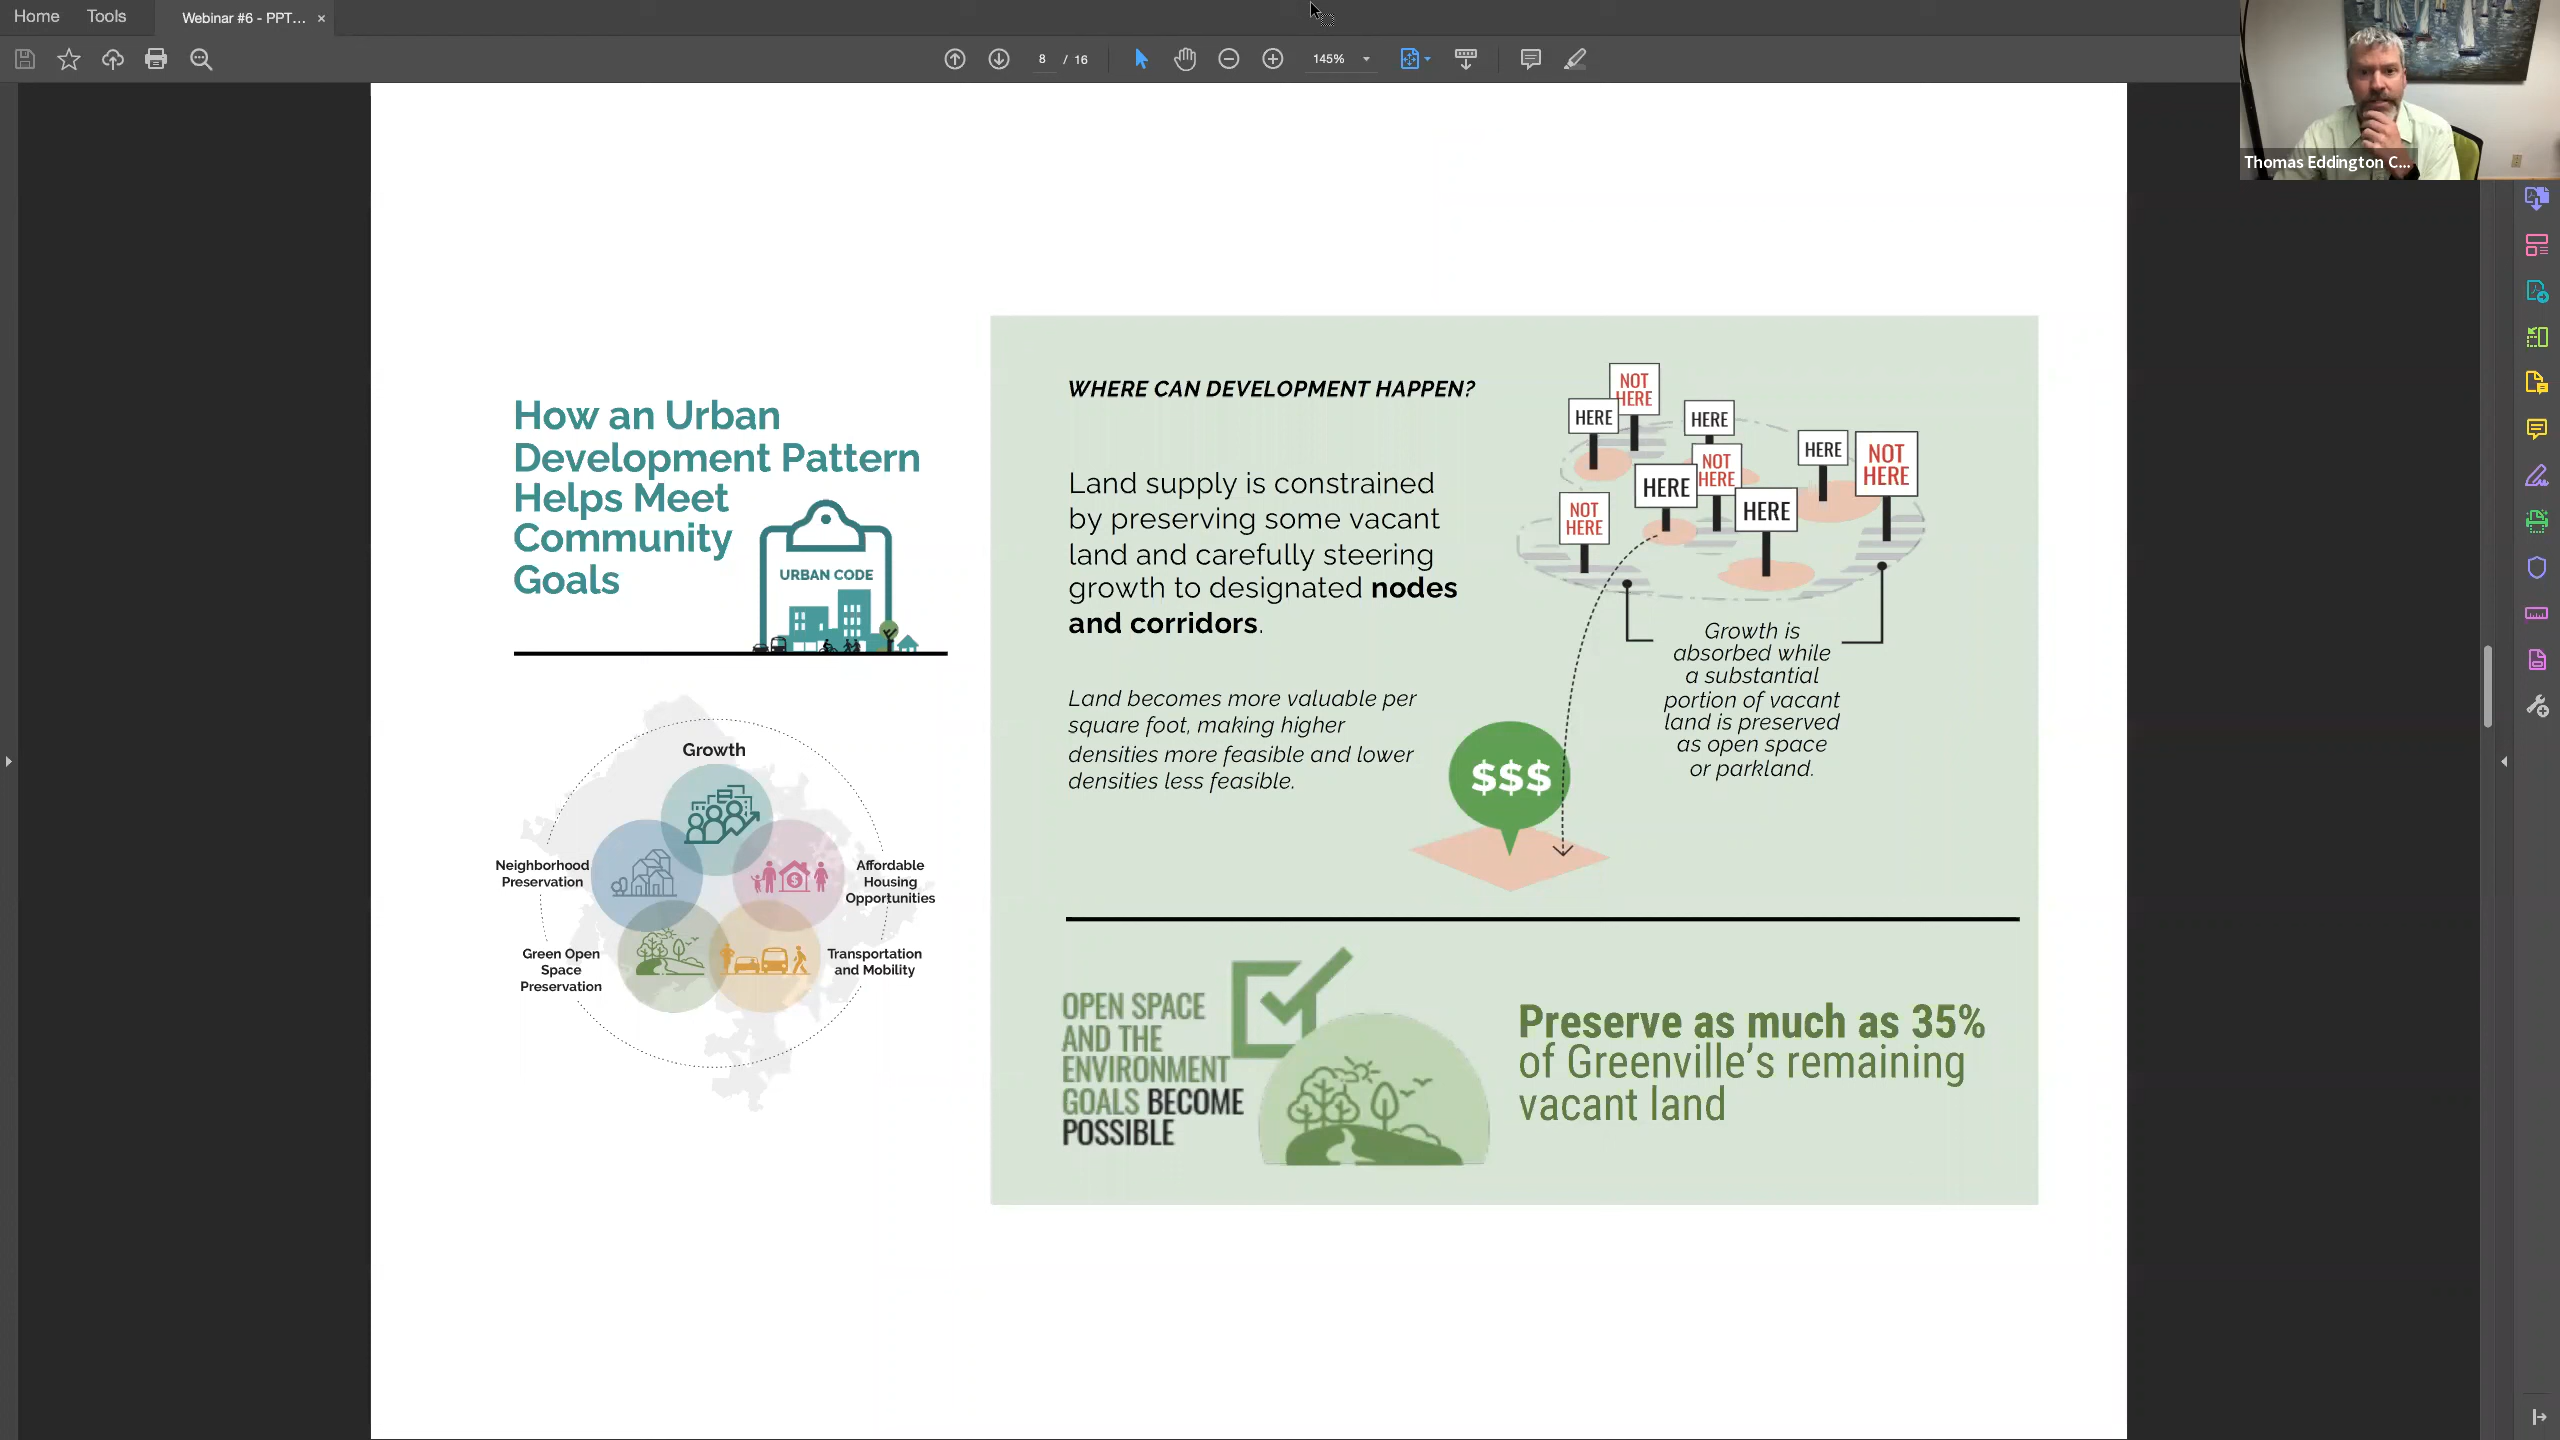 Home Tools Webinar #6 - PPT... ×
8 / 16 145%
Thomas Eddington C...
How an Urban
Development Pattern
Helps Meet
Community
Goals
URBAN CODE
Growth
Neighborhood
Preservation
Affordable
Housing
Opportunities
Green Open
Space
Preservation
Transportation
and Mobility
WHERE CAN DEVELOPMENT HAPPEN?
Land supply is constrained
by preserving some vacant
land and carefully steering
growth to designated nodes
and corridors.
Land becomes more valuable per
square foot, making higher
densities more feasible and lower
densities less feasible.
NOT
HERE
HERE
HERE
HERE
NOT
HERE
NOT
HERE
HERE
HERE
NOT
HERE
Growth is
absorbed while
a substantial
portion of vacant
land is preserved
as open space
or parkland.
$$$
OPEN SPACE
AND THE
ENVIRONMENT
GOALS BECOME
POSSIBLE
Preserve as much as 35%
of Greenville's remaining
vacant land